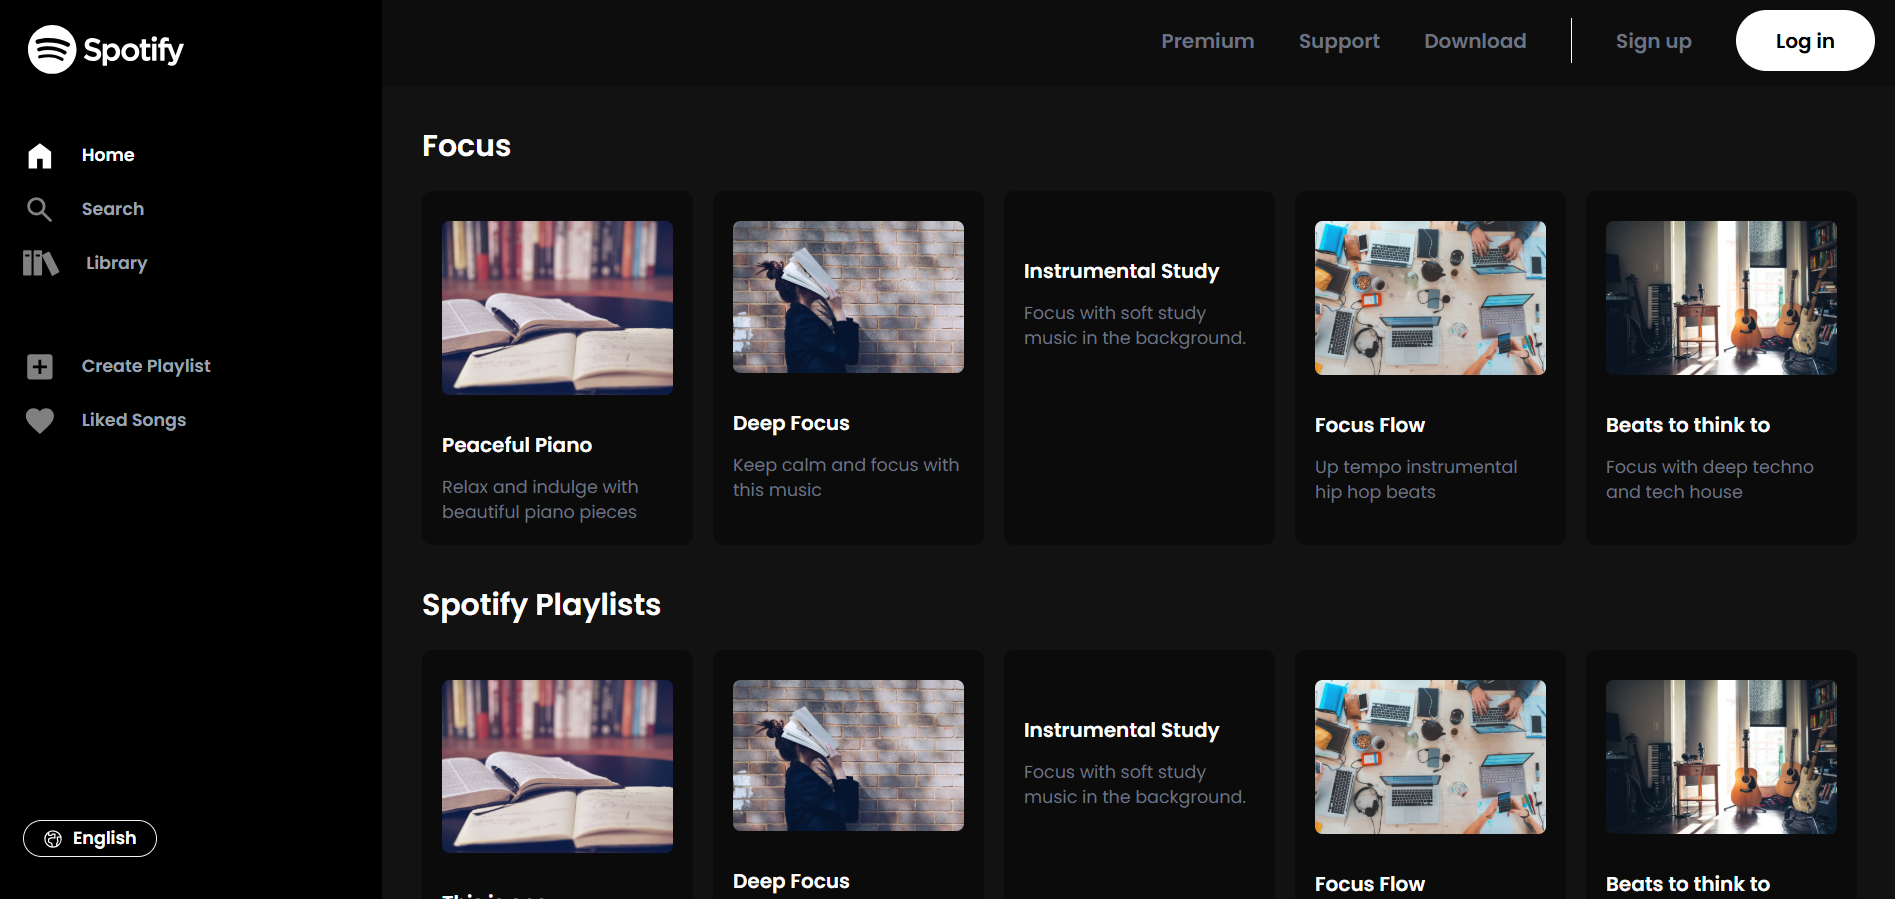 Spotify
Premium
Support
Download
Sign up
Log in
Home
Search
Library
Create Playlist
Liked Songs
English
Focus
Peaceful Piano
Relax and indulge with
beautiful piano pieces
Deep Focus
Keep calm and focus with
this music
Instrumental Study
Focus with soft study
music in the background.
Focus Flow
Up tempo instrumental
hip hop beats
Beats to think to
Focus with deep techno
and tech house
Spotify Playlists
Deep Focus
Instrumental Study
Focus with soft study
music in the background.
Focus Flow
Beats to think to